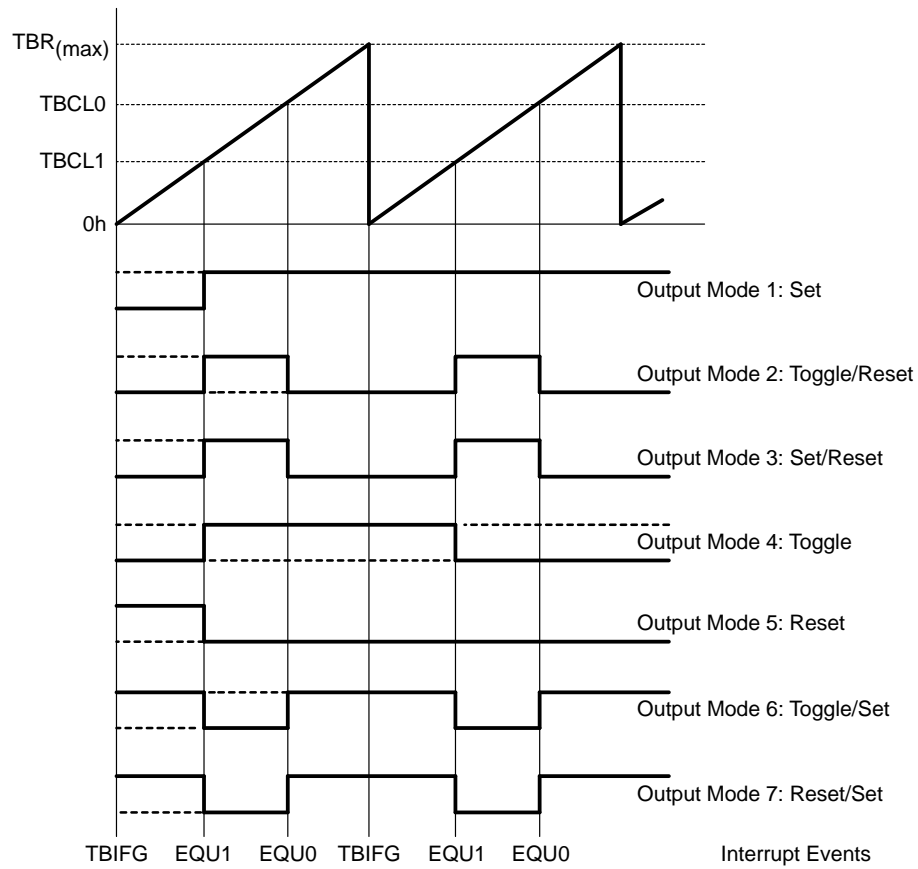 TBR(max)
TBCL0
TBCL1
0h
Output Mode 1: Set
Output Mode 2: Toggle/Reset
Output Mode 3: Set/Reset
Output Mode 4: Toggle
Output Mode 5: Reset
Output Mode 6: Toggle/Set
Output Mode 7: Reset/Set
TBIFG EQU1 EQU0 TBIFG EQU1 EQU0 Interrupt Events